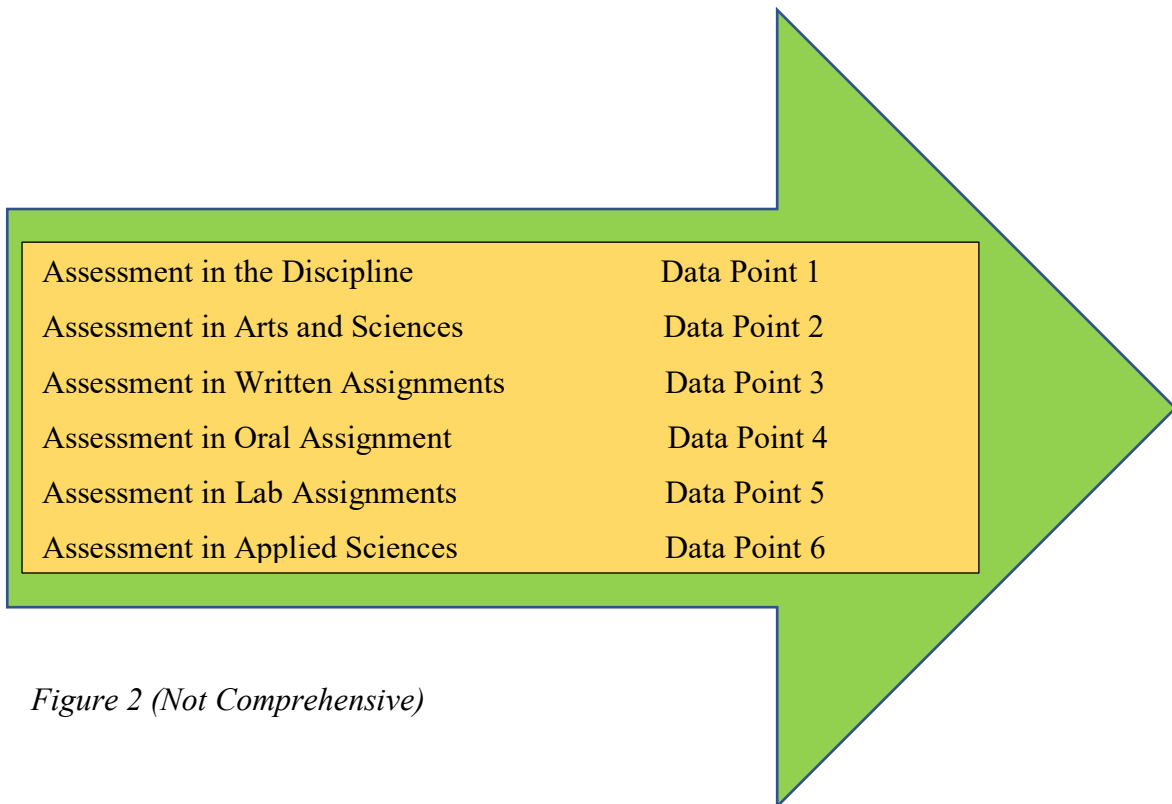 Assessment in the Discipline Data Point 1
Assessment in Arts and Sciences Data Point 2
Assessment in Written Assignments Data Point 3
Assessment in Oral Assignment Data Point 4
Assessment in Lab Assignments Data Point 5
Assessment in Applied Sciences Data Point 6
Figure 2 (Not Comprehensive)